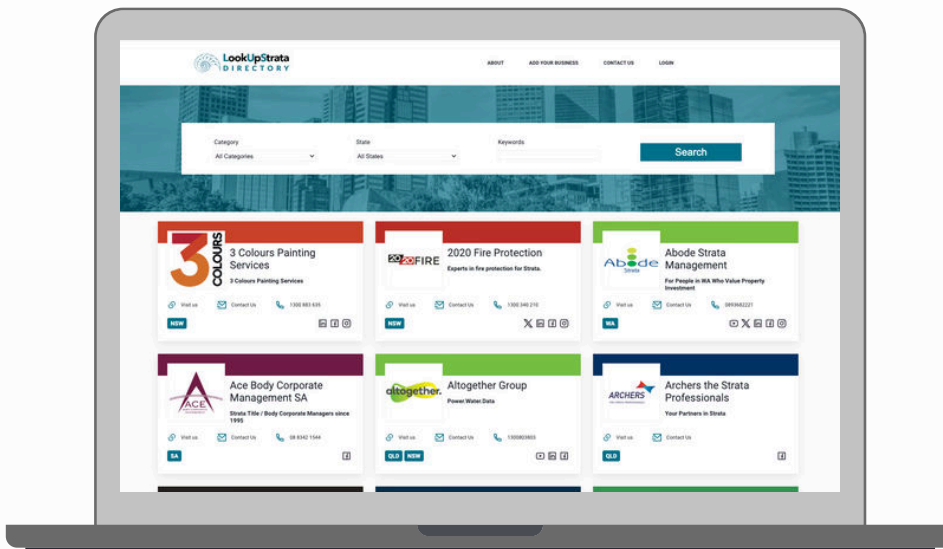 LookUpStrata
DIRECTORY
ABOUT
ADD YOUR BUSINESS
CONTACT US
LOGIN
Category
State
Keywords
All Categories
All States
Search
3 COLOURS
3 Colours Painting
Services
3 Colours Painting Services
Visit us
Contact Us
1300 883 635
NSW
2020FIRE
2020 Fire Protection
Experts in fire protection for Strata.
Visit us
Contact Us
1300 340 210
NSW
Abode
Strata
Abode Strata
Management
For People in WA Who Value Property
Investment
Visit us
Contact Us
0893682221
WA
ACE
Ace Body Corporate
Management SA
Strata Title / Body Corporate Managers since
1995
Visit us
Contact Us
08 8342 1544
SA
altogether.
Altogether Group
Power.Water.Data
Visit us
Contact Us
1300803803
QLD
NSW
ARCHERS
Archers the Strata
Professionals
Your Partners in Strata
Visit us
Contact Us
QLD